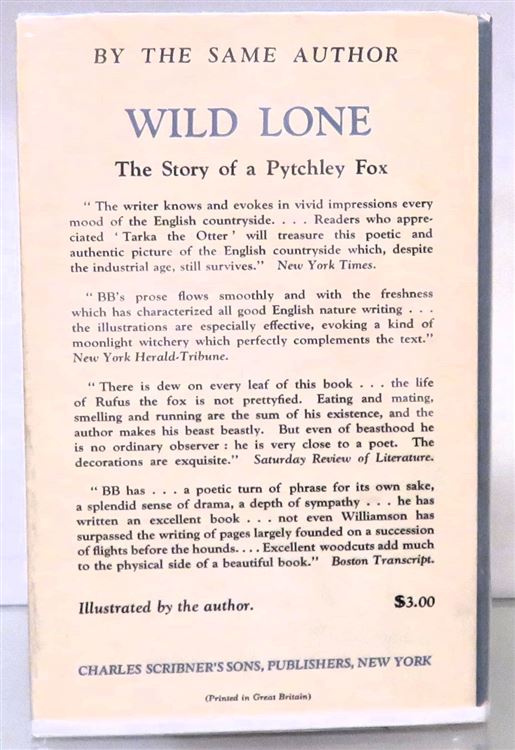 BY THE SAME AUTHOR
WILD LONE
The Story of a Pytchley Fox
" The writer knows and evokes in vivid impressions every
mood of the English countryside. . . . Readers who appre-
ciated ' Tarka the Otter ' will treasure this poetic and
authentic picture of the English countryside which, despite
the industrial age, still survives." New York Times.
" BB's prose flows smoothly and with the freshness
which has characterized all good English nature writing . . .
the illustrations are especially effective, evoking a kind of
moonlight witchery which perfectly complements the text."
New York Herald-Tribune.
" There is dew on every leaf of this book . . . the life
of Rufus the fox is not prettyfied. Eating and mating,
smelling and running are the sum of his existence, and the
author makes his beast beastly. But even of beasthood he
is no ordinary observer : he is very close to a poet. The
decorations are exquisite." Saturday Review of Literature.
" BB has . . . a poetic turn of phrase for its own sake,
a splendid sense of drama, a depth of sympathy . . . he has
written an excellent book . . . not even Williamson has
surpassed the writing of pages largely founded on a succession
of flights before the hounds. . . . Excellent woodcuts add much
to the physical side of a beautiful book." Boston Transcript.
Illustrated by the author. $3.00
CHARLES SCRIBNER'S SONS, PUBLISHERS, NEW YORK
(Printed in Great Britain)